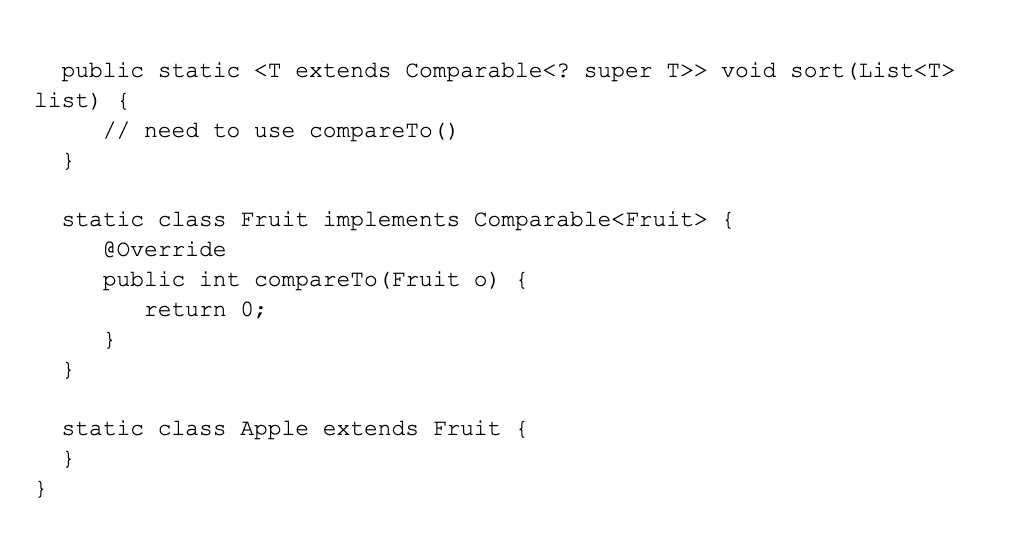 public static <T extends Comparable<? super T>> void sort(List<T>
list) {
// need to use compareTo()
}
static class Fruit implements Comparable<Fruit> {
@Override
public int compareTo(Fruit o) {
return 0;
}
}
static class Apple extends Fruit {
}
}